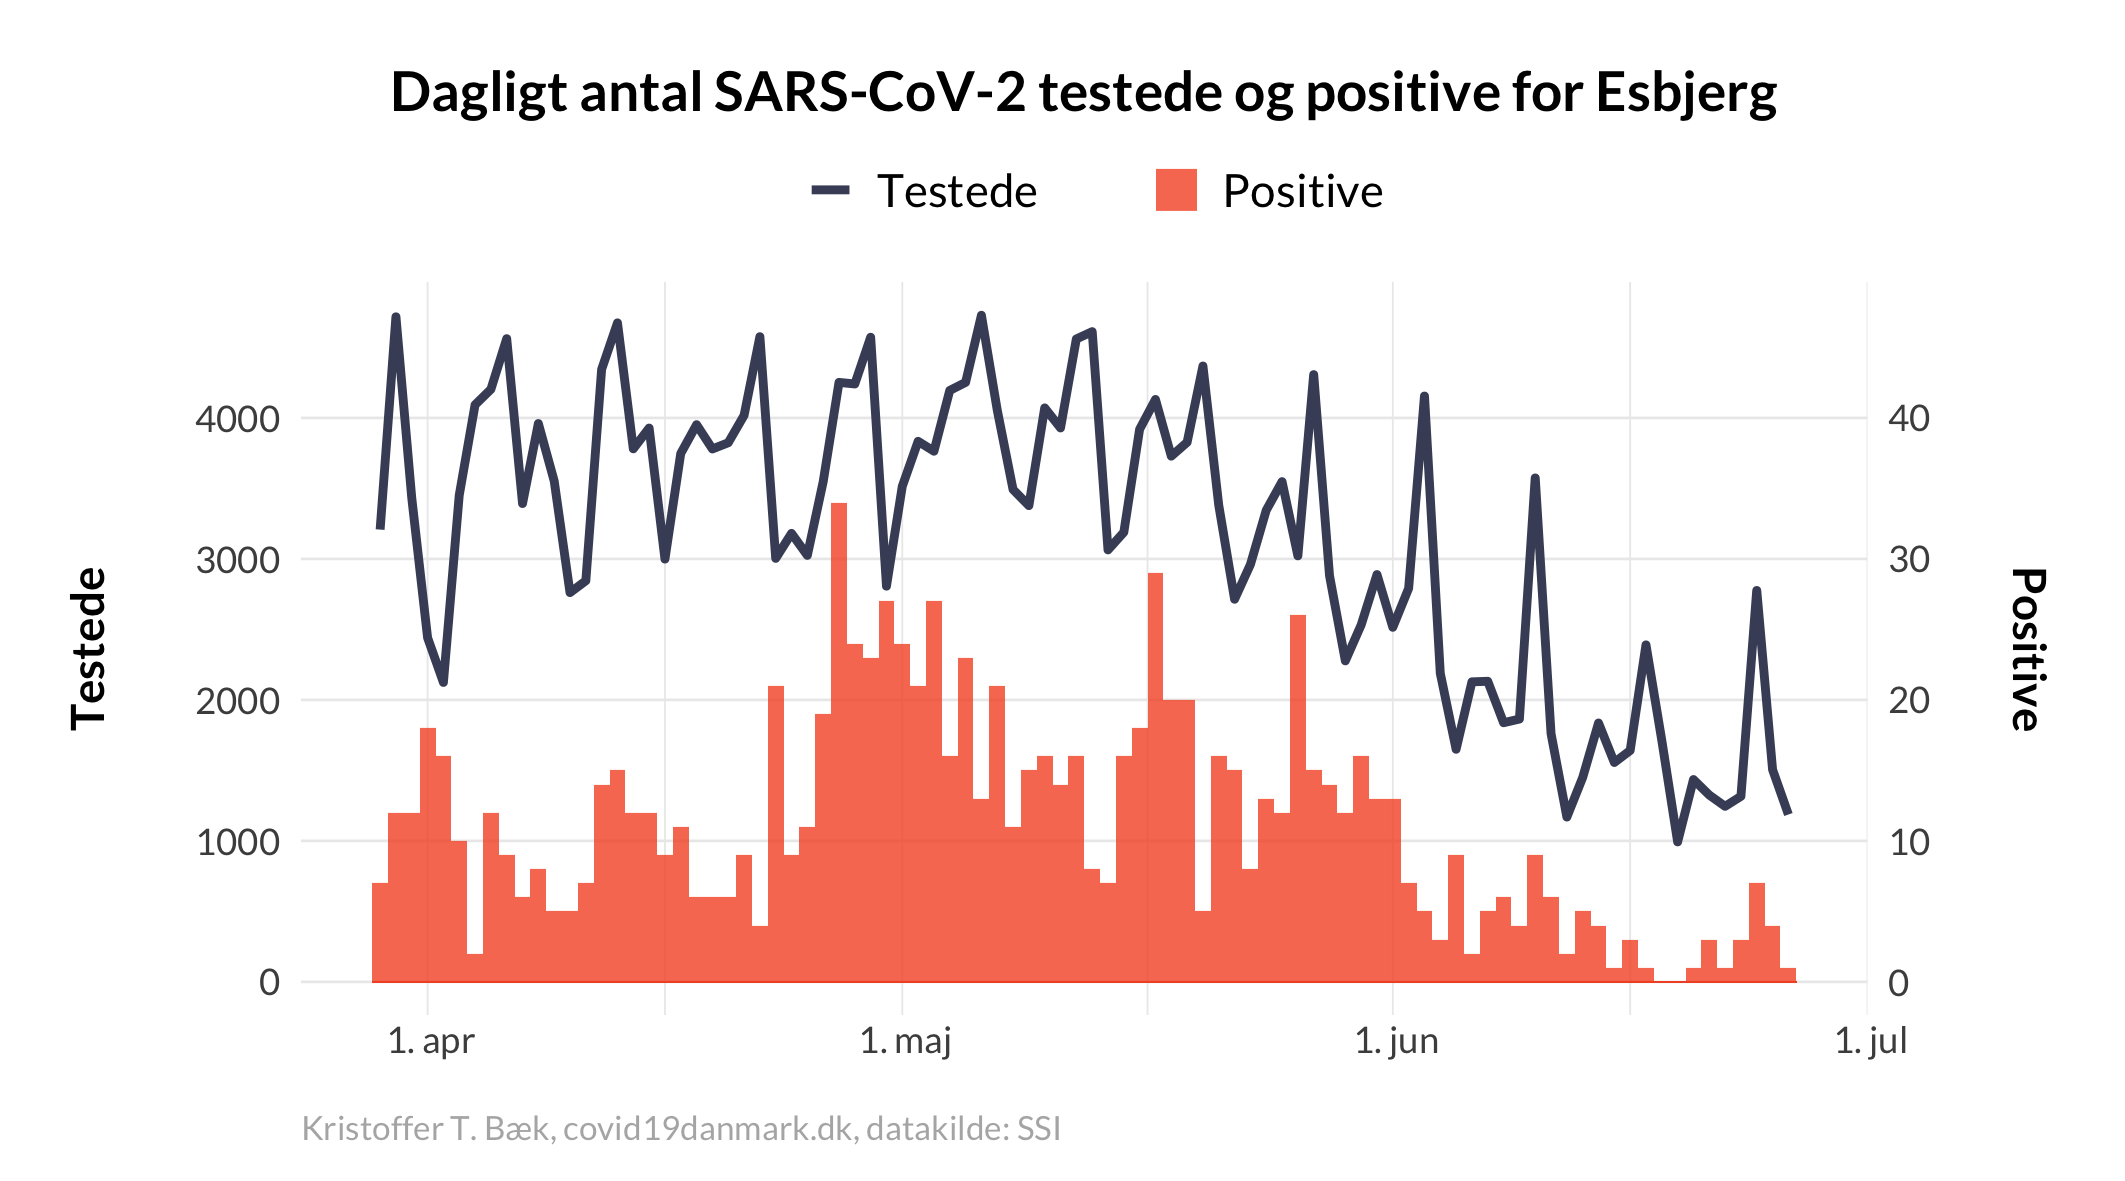 Dagligt antal SARS-CoV-2 testede og positive for Esbjerg
Testede
Positive
4000
3000
2000
1000
0
40
30
20
10
0
Testede
Positive
1. apr
1. maj
1. jun
1. jul
Kristoffer T. Bæk, covid19danmark.dk, datakilde: SSI